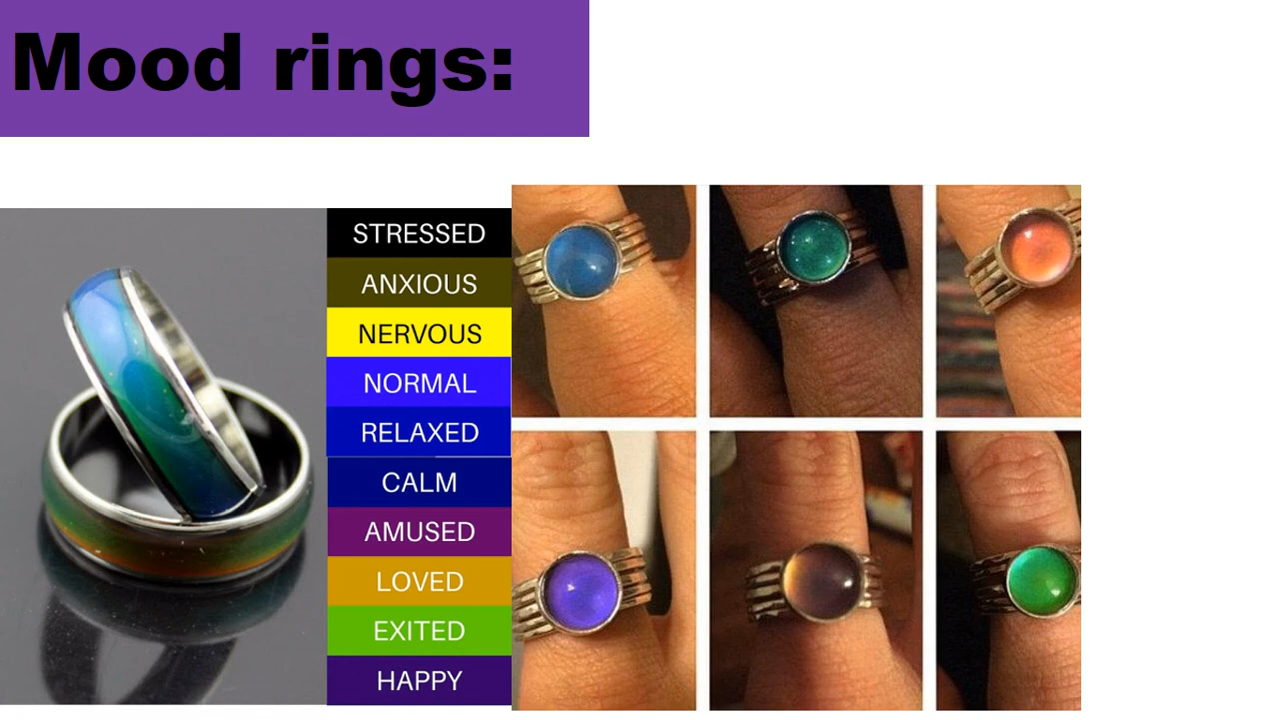 Mood rings:
STRESSED
ANXIOUS
NERVOUS
NORMAL
RELAXED
CALM
AMUSED
LOVED
EXITED
HAPPY